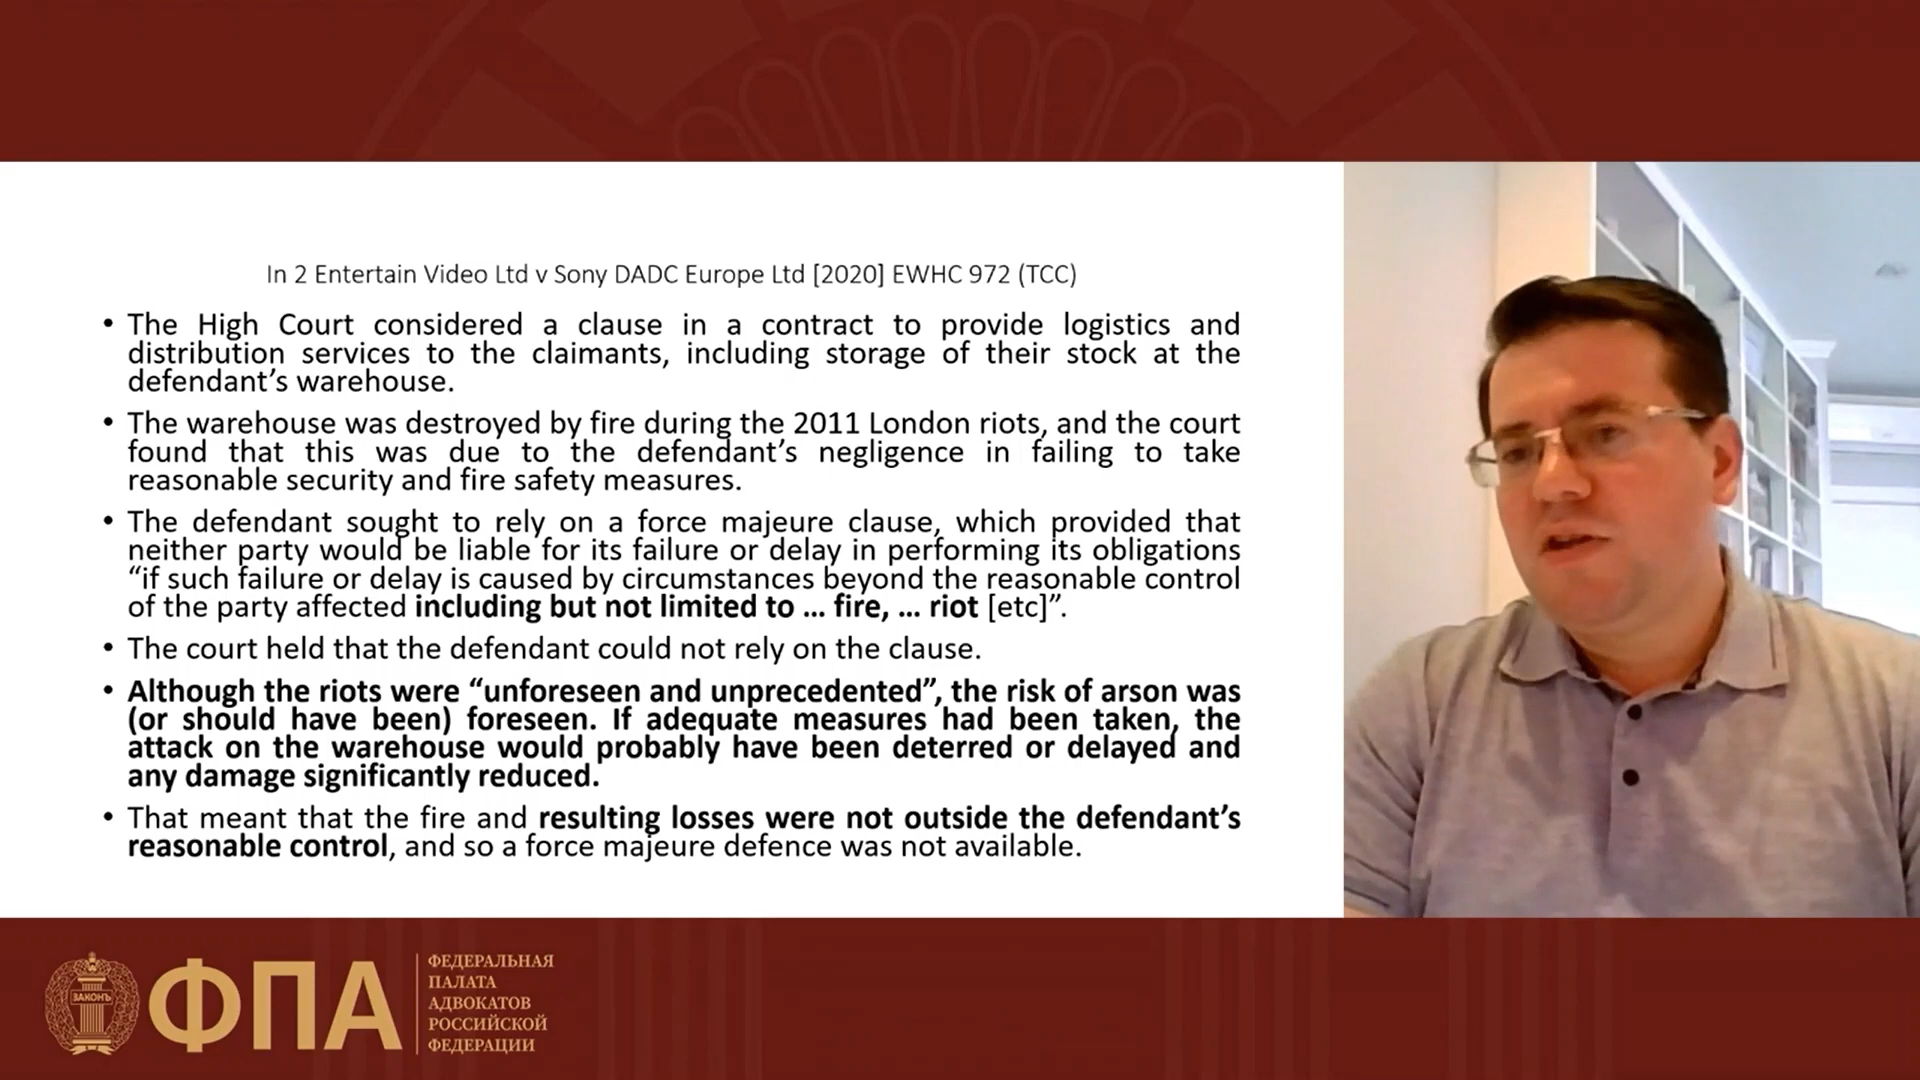 In 2 Entertain Video Ltd v Sony DADC Europe Ltd [2020] EWHC 972 (TCC)
• The High Court considered a clause in a contract to provide logistics and
distribution services to the claimants, including storage of their stock at the
defendant’s warehouse.
• The warehouse was destroyed by fire during the 2011 London riots, and the court
found that this was due to the defendant’s negligence in failing to take
reasonable security and fire safety measures.
• The defendant sought to rely on a force majeure clause, which provided that
neither party would be liable for its failure or delay in performing its obligations
“if such failure or delay is caused by circumstances beyond the reasonable control
of the party affected including but not limited to ... fire, ... riot [etc]”.
• The court held that the defendant could not rely on the clause.
• Although the riots were “unforeseen and unprecedented”, the risk of arson was
(or should have been) foreseen. If adequate measures had been taken, the
attack on the warehouse would probably have been deterred or delayed and
any damage significantly reduced.
• That meant that the fire and resulting losses were not outside the defendant’s
reasonable control, and so a force majeure defence was not available.
ЗАКОНЪ
ФПА
ФЕДЕРАЛЬНАЯ
ПАЛАТА
АДВОКАТОВ
РОССИЙСКОЙ
ФЕДЕРАЦИИ